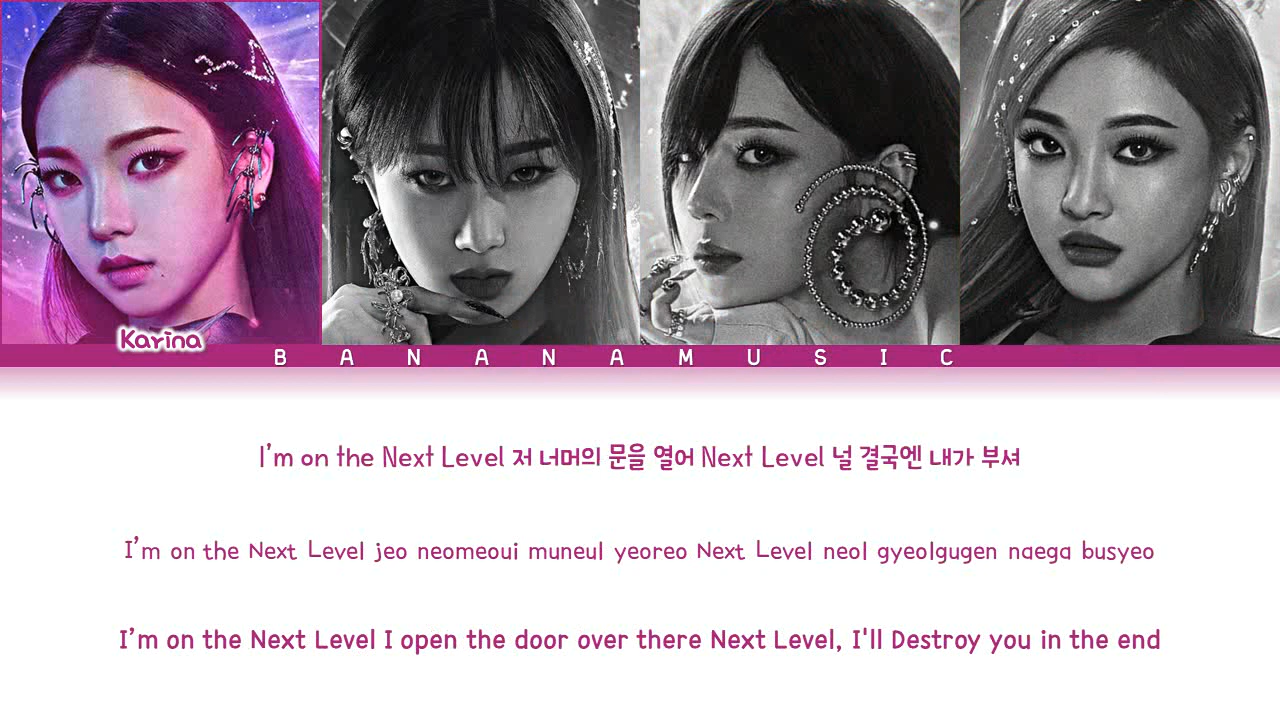 Karina
BANANAMUSIC
I’m on the Next Level 저 너머의 문을 열어 Next Level 널 결국엔 내가 부셔
I’m on the Next Level jeo neomeoui muneul yeoreo Next Level neol gyeolgugen naega busyeo
I’m on the Next Level I open the door over there Next Level, I'll Destroy you in the end